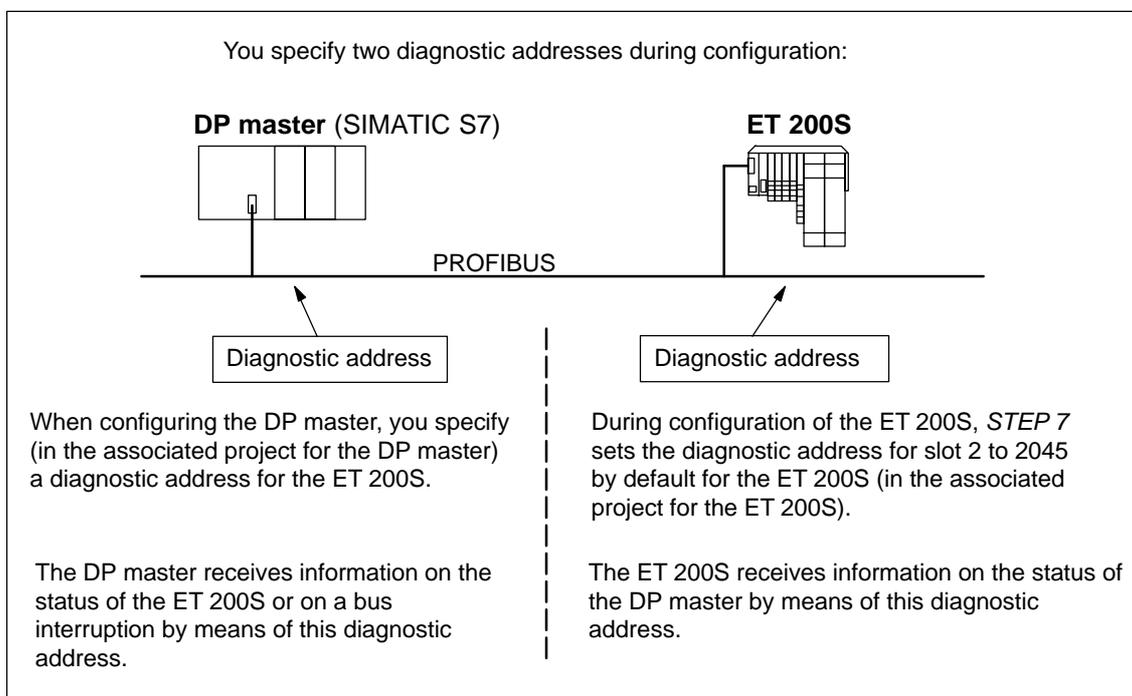 You specify two diagnostic addresses during configuration:
DP master (SIMATIC S7)
ET 200S
PROFIBUS
Diagnostic address
Diagnostic address
When configuring the DP master, you specify
(in the associated project for the DP master)
a diagnostic address for the ET 200S.
During configuration of the ET 200S, STEP 7
sets the diagnostic address for slot 2 to 2045
by default for the ET 200S (in the associated
project for the ET 200S).
The DP master receives information on the
status of the ET 200S or on a bus
interruption by means of this diagnostic
address.
The ET 200S receives information on the status of
the DP master by means of this diagnostic
address.